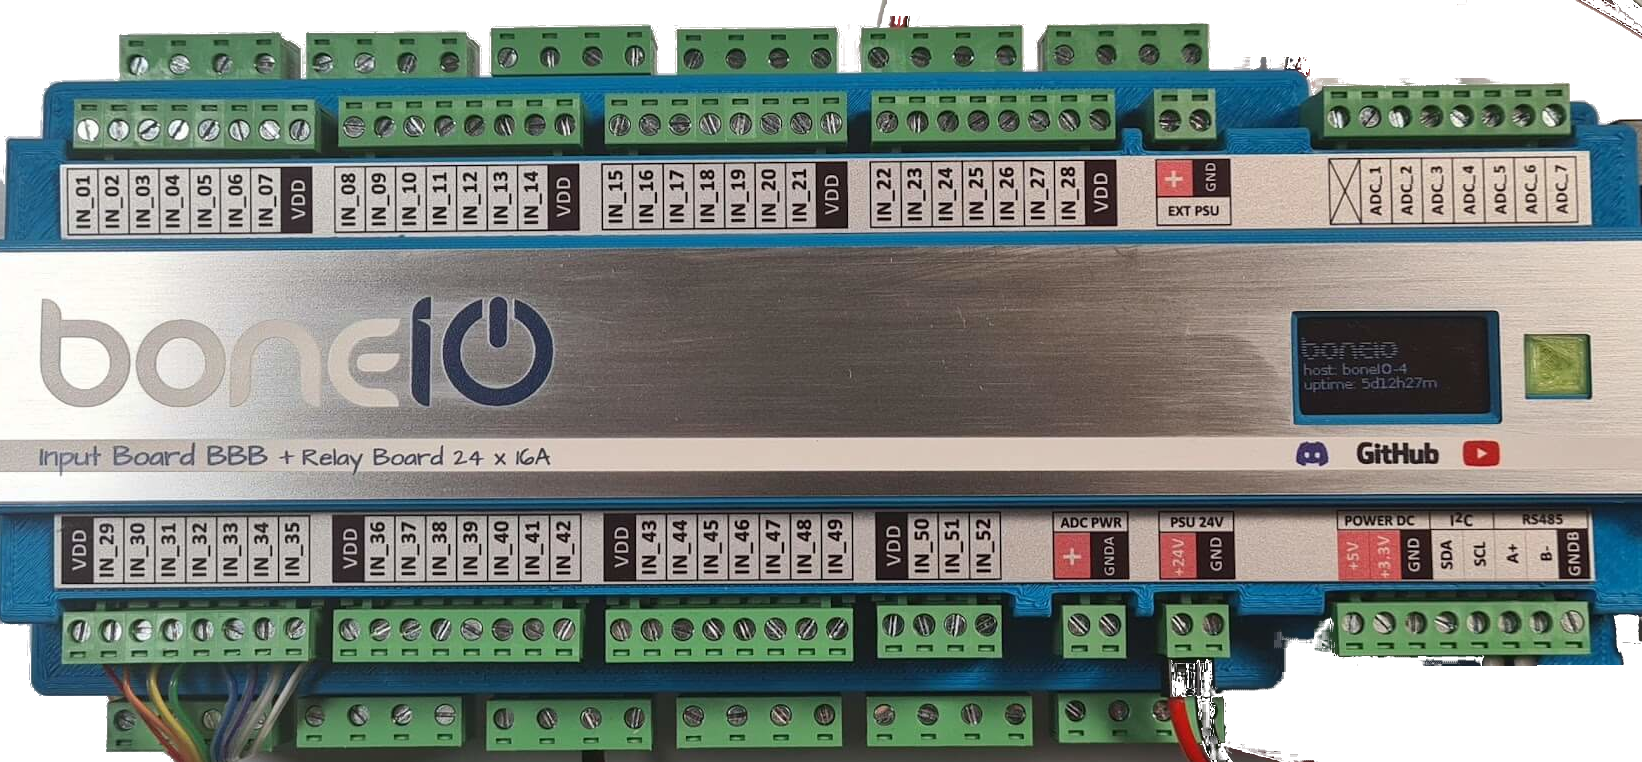 IN_01 IN_02 IN_03 IN_04 IN_05 IN_06 IN_07 VDD
IN_08 IN_09 IN_10 IN_11 IN_12 IN_13 IN_14 VDD
IN_15 IN_16 IN_17 IN_18 IN_19 IN_20 IN_21 VDD
IN_22 IN_23 IN_24 IN_25 IN_26 IN_27 IN_28 VDD
+ GND
EXT PSU
ADC_1 ADC_2 ADC_3 ADC_4 ADC_5 ADC_6 ADC_7
boneIO
boneIO
host: boneIO-4
uptime: 5d12h27m
Input Board BBB + Relay Board 24 x 16A
GitHub
VDD IN_29 IN_30 IN_31 IN_32 IN_33 IN_34 IN_35
VDD IN_36 IN_37 IN_38 IN_39 IN_40 IN_41 IN_42
VDD IN_43 IN_44 IN_45 IN_46 IN_47 IN_48 IN_49
VDD IN_50 IN_51 IN_52
ADC PWR
+ GNDA
PSU 24V
+24V GND
POWER DC I²C RS485
+5V +3.3V GND SDA SCL A+ B- GNDB